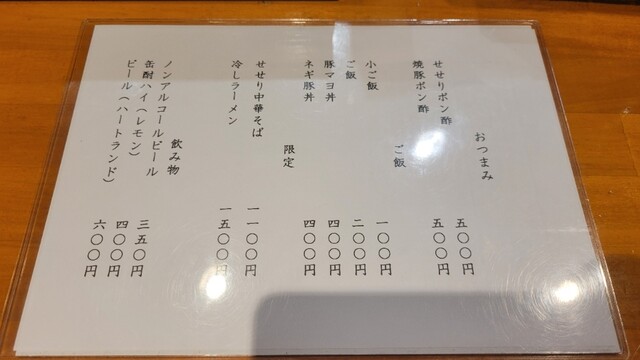 おつまみ
せせりポン酢 五〇〇円
焼豚ポン酢 五〇〇円
ご飯
小ご飯 一〇〇円
ご飯 二〇〇円
豚マヨ丼 四〇〇円
ネギ豚丼 四〇〇円
限定
せせり中華そば 一一〇〇円
冷しラーメン 一五〇〇円
飲み物
ノンアルコールビール 三五〇円
缶酎ハイ(レモン) 四〇〇円
ビール(ハートランド) 六〇〇円